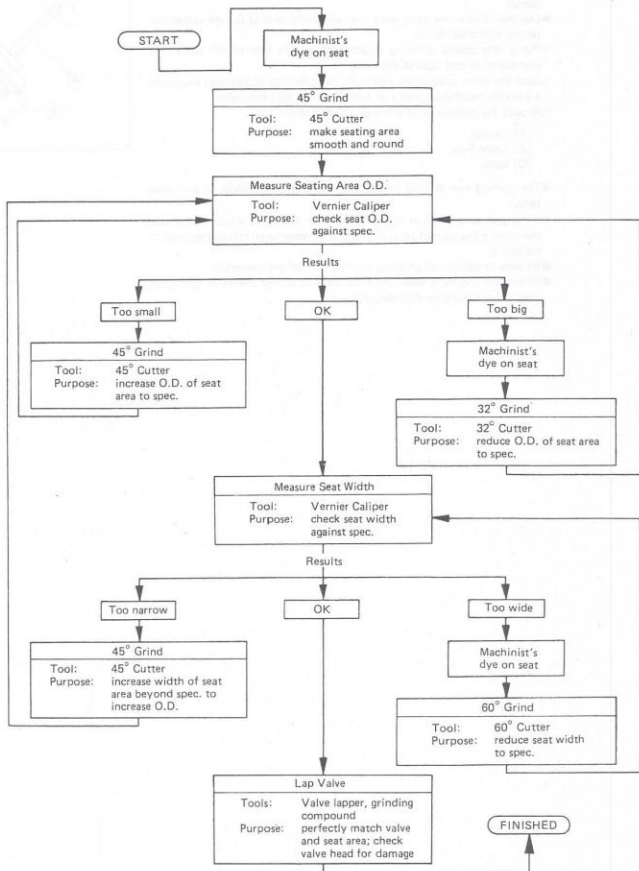 START
Machinist's
dye on seat
45° Grind
Tool: 45° Cutter
Purpose: make seating area
smooth and round
Measure Seating Area O.D.
Tool: Vernier Caliper
Purpose: check seat O.D.
against spec.
Results
Too small
OK
Too big
45° Grind
Tool: 45° Cutter
Purpose: increase O.D. of seat
area to spec.
Machinist's
dye on seat
32° Grind
Tool: 32° Cutter
Purpose: reduce O.D. of seat area
to spec.
Measure Seat Width
Tool: Vernier Caliper
Purpose: check seat width
against spec.
Results
Too narrow
OK
Too wide
45° Grind
Tool: 45° Cutter
Purpose: increase width of seat
area beyond spec. to
increase O.D.
Machinist's
dye on seat
60° Grind
Tool: 60° Cutter
Purpose: reduce seat width
to spec.
Lap Valve
Tools: Valve lapper, grinding
compound
Purpose: perfectly match valve
and seat area; check
valve head for damage
FINISHED